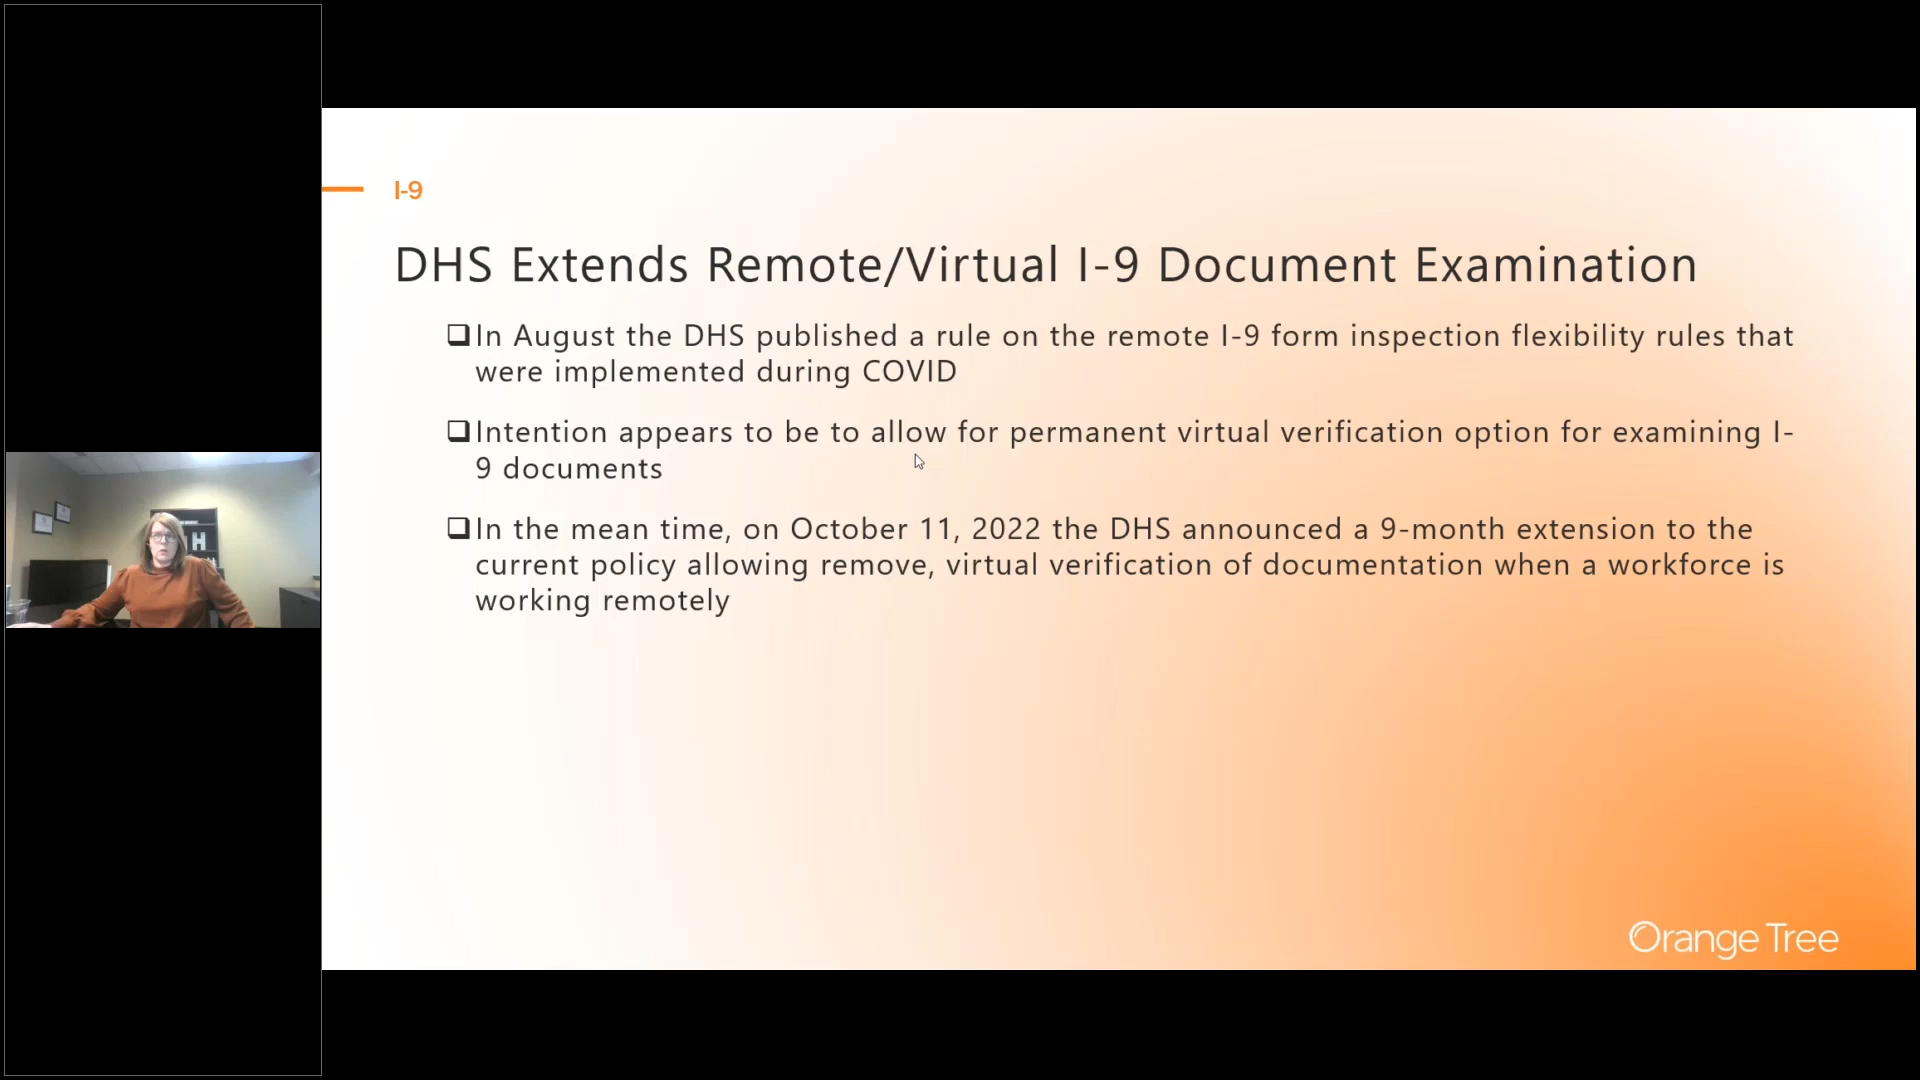 I-9
DHS Extends Remote/Virtual I-9 Document Examination
❑In August the DHS published a rule on the remote I-9 form inspection flexibility rules that
were implemented during COVID
❑Intention appears to be to allow for permanent virtual verification option for examining I-
9 documents
❑In the mean time, on October 11, 2022 the DHS announced a 9-month extension to the
current policy allowing remove, virtual verification of documentation when a workforce is
working remotely
H
Orange Tree